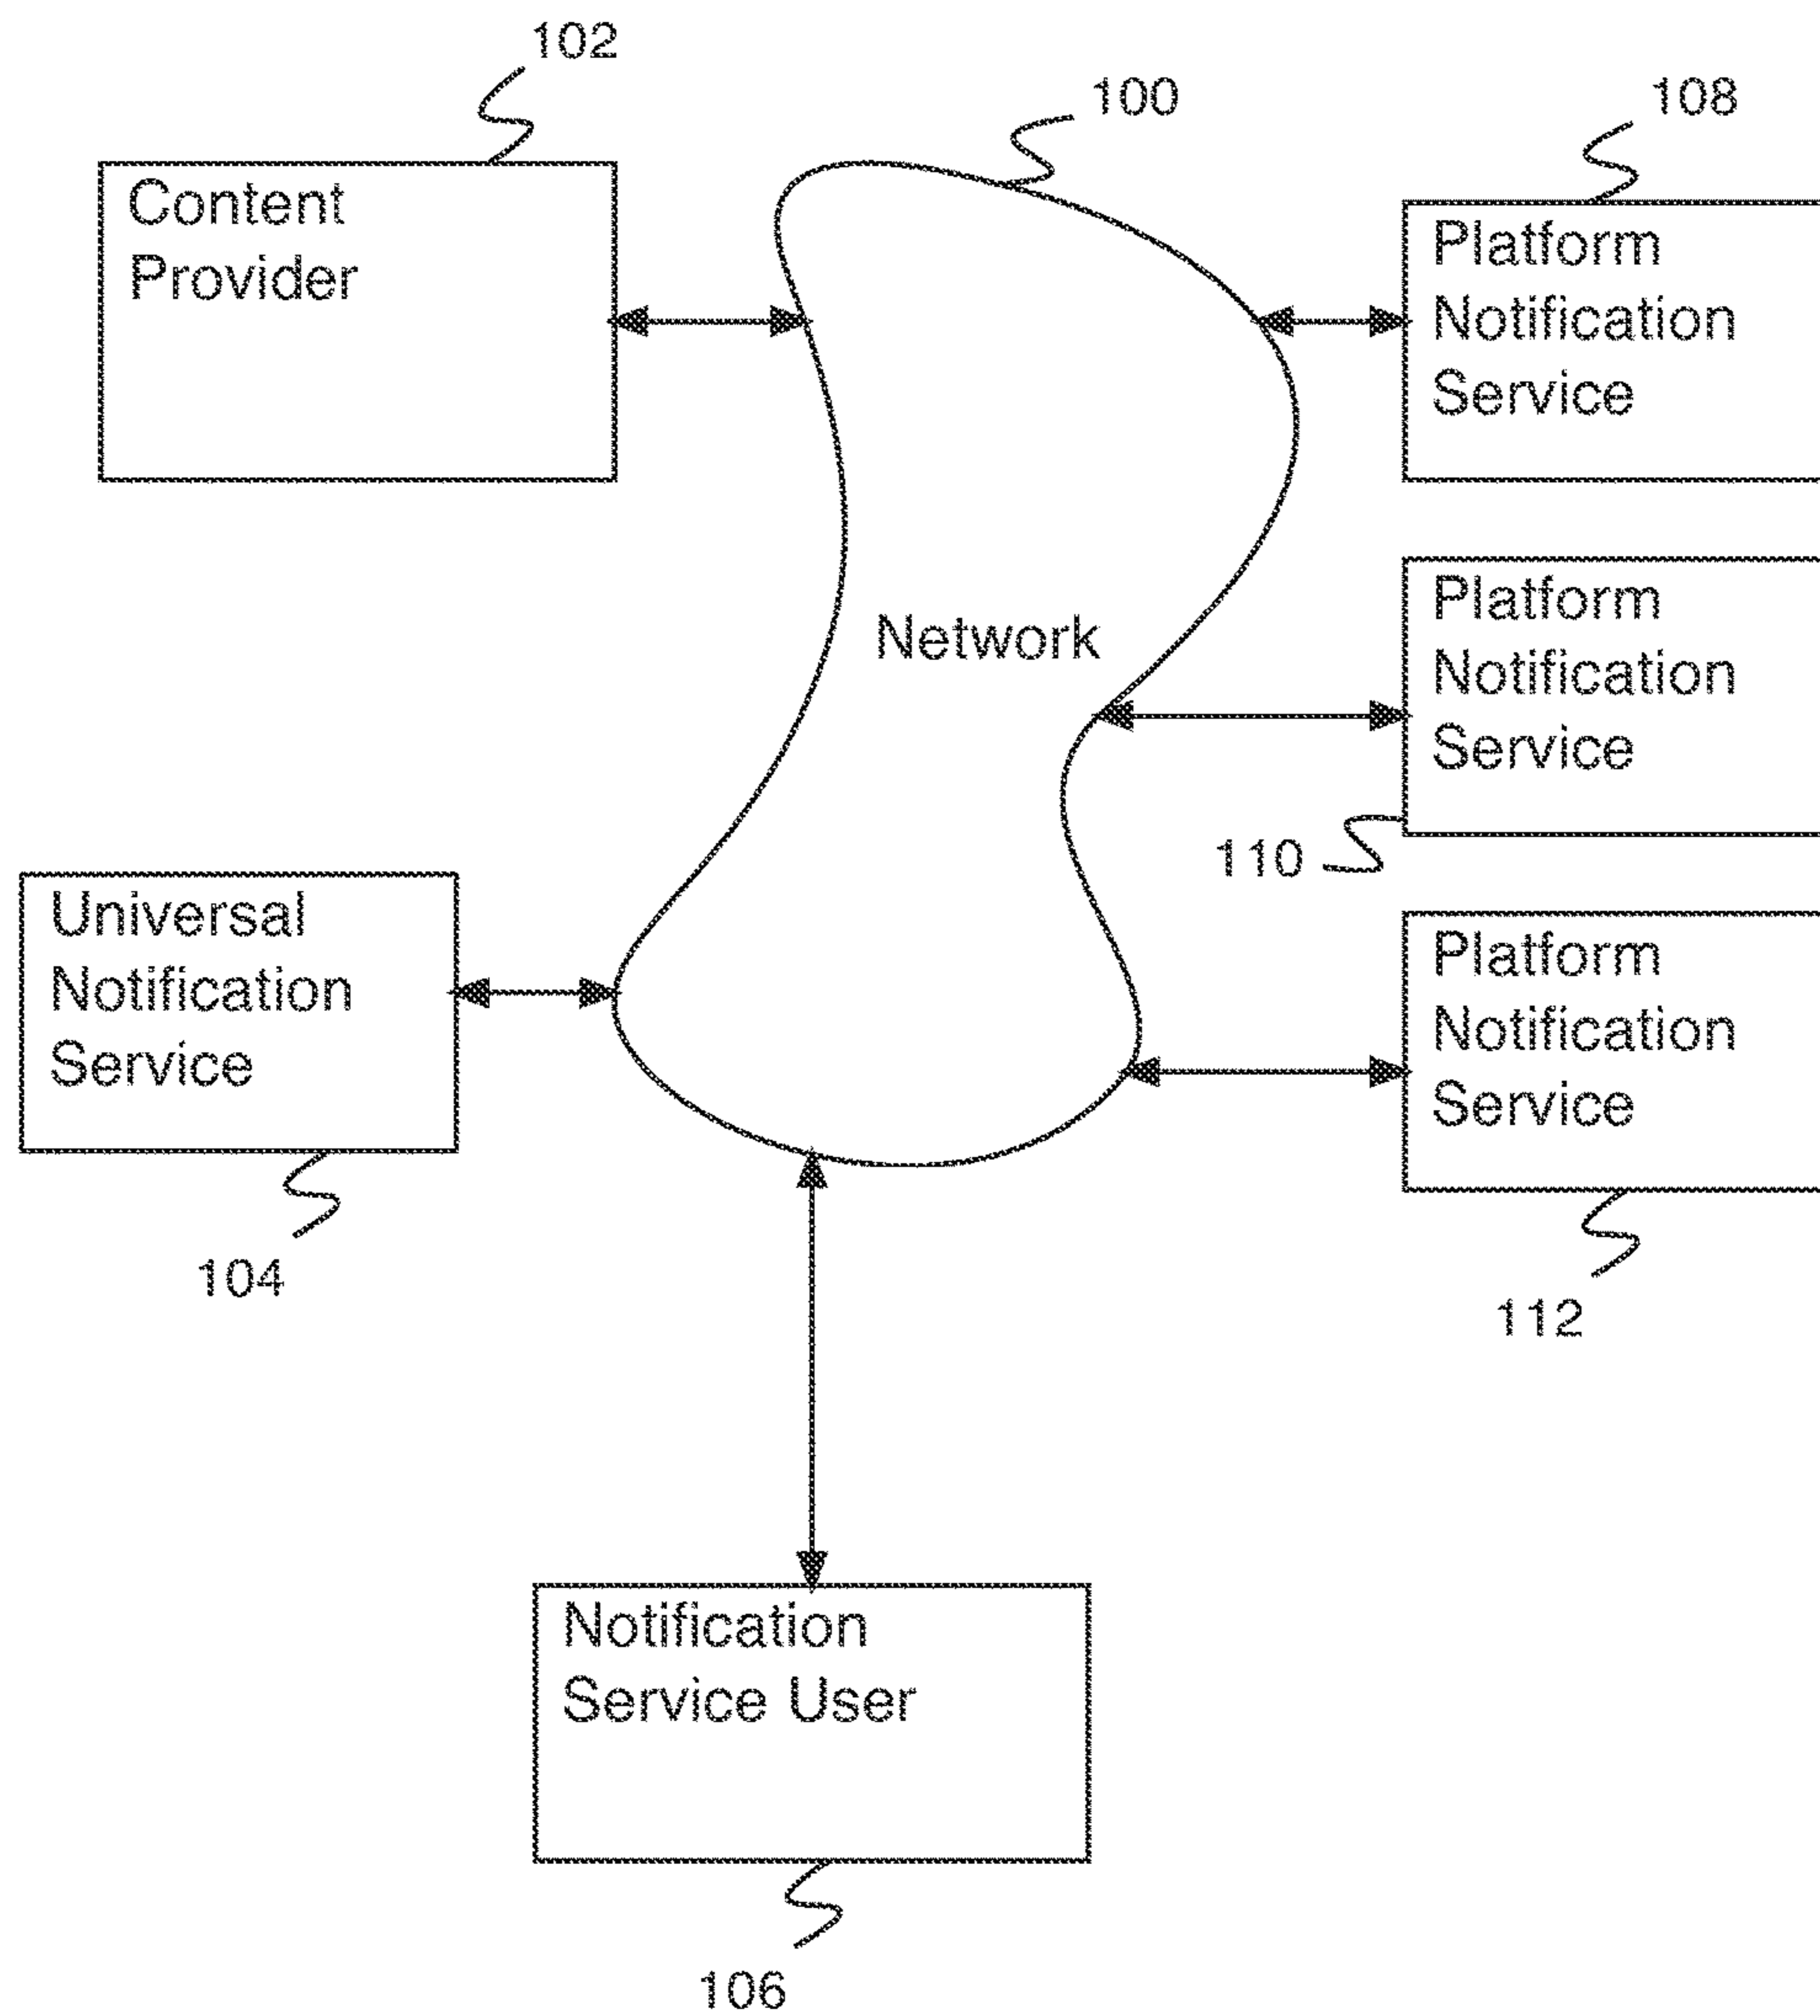 102
100
108
Content
Provider
Platform
Notification
Service
Network
Platform
Notification
Service
110
Universal
Notification
Service
104
Platform
Notification
Service
112
Notification
Service User
106